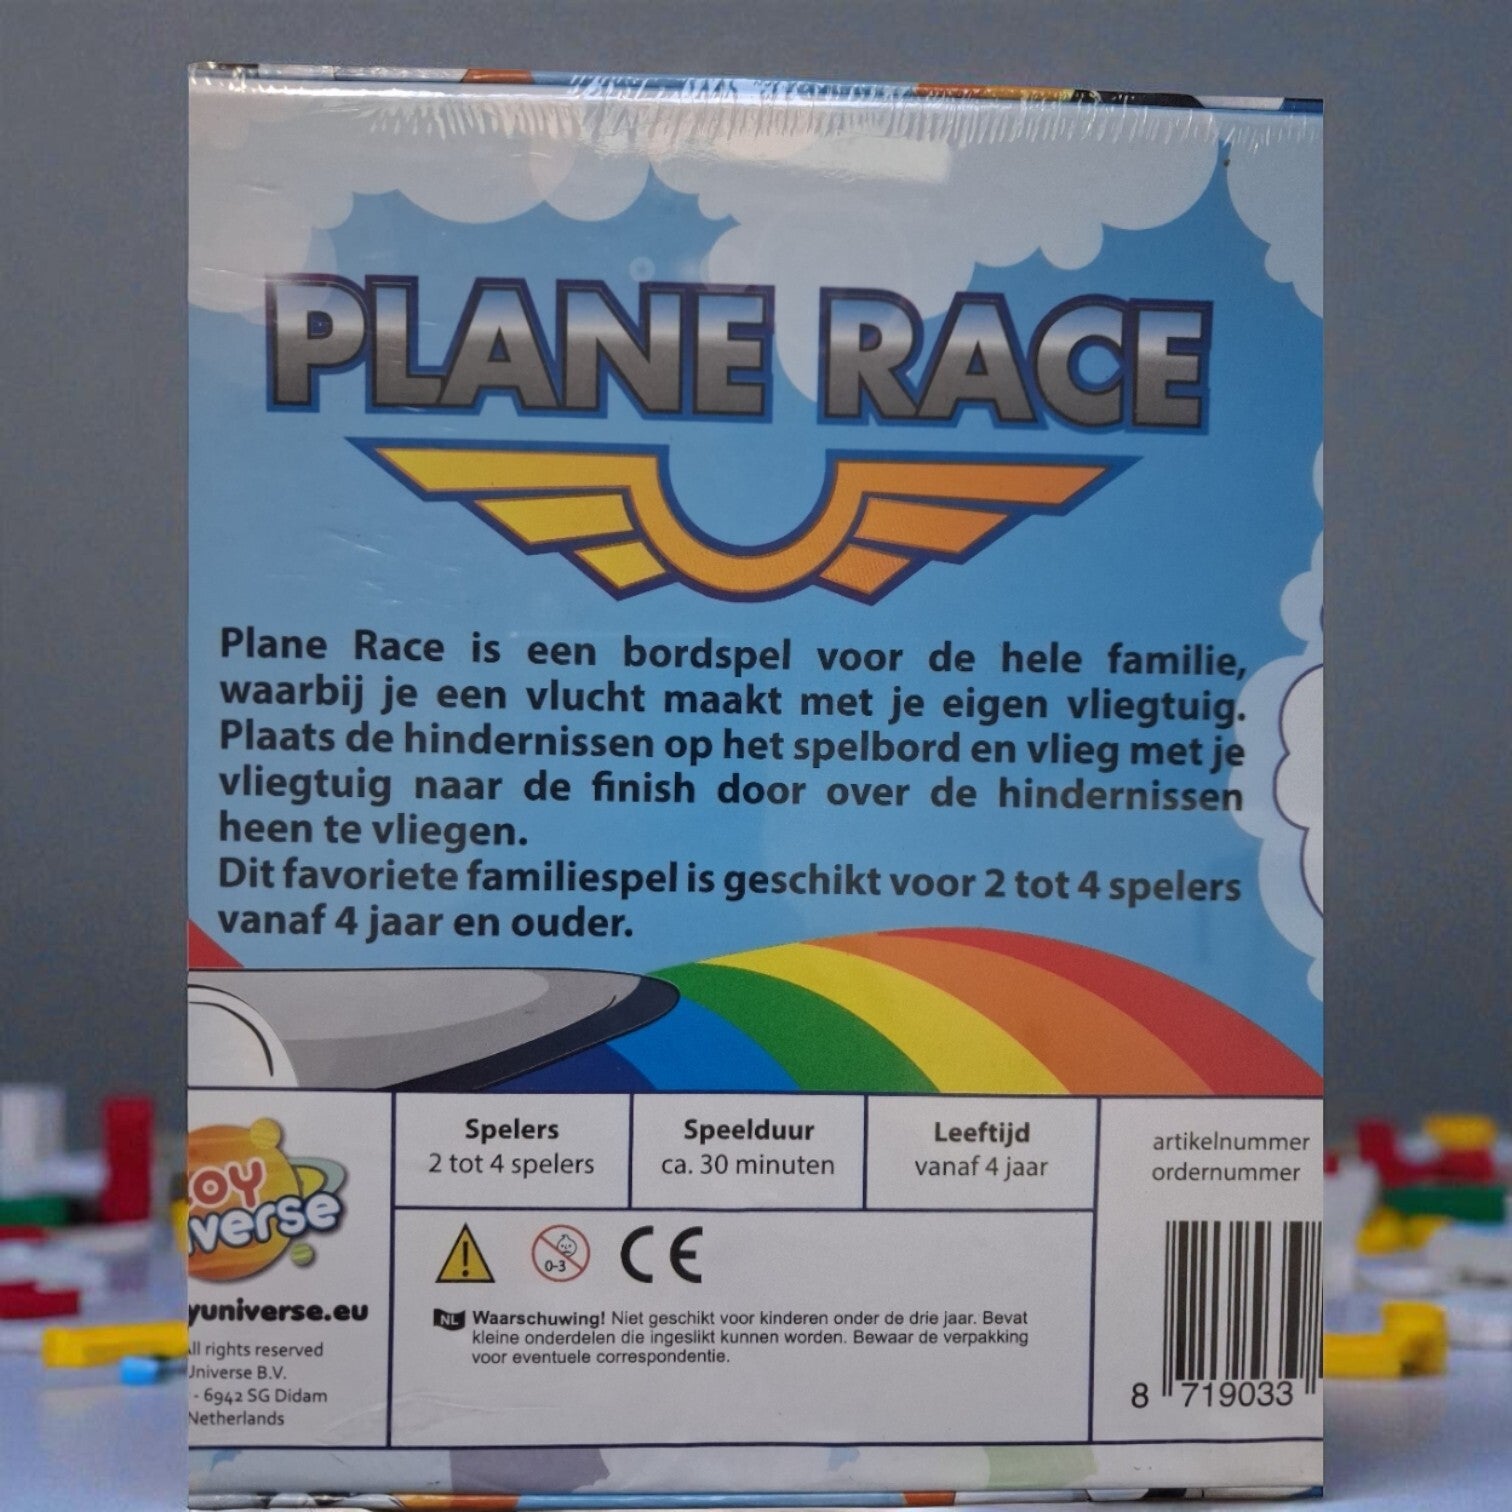 PLANE RACE
Plane Race is een bordspel voor de hele familie,
waarbij je een vlucht maakt met je eigen vliegtuig.
Plaats de hindernissen op het spelbord en vlieg met je
vliegtuig naar de finish door over de hindernissen
heen te vliegen.
Dit favoriete familiespel is geschikt voor 2 tot 4 spelers
vanaf 4 jaar en ouder.
oy
verse
yuniverse.eu
All rights reserved
Universe B.V.
- 6942 SG Didam
Netherlands
Spelers
2 tot 4 spelers
Speelduur
ca. 30 minuten
Leeftijd
vanaf 4 jaar
0-3
CE
NL Waarschuwing! Niet geschikt voor kinderen onder de drie jaar. Bevat
kleine onderdelen die ingeslikt kunnen worden. Bewaar de verpakking
voor eventuele correspondentie.
artikelnummer
ordernummer
8 719033